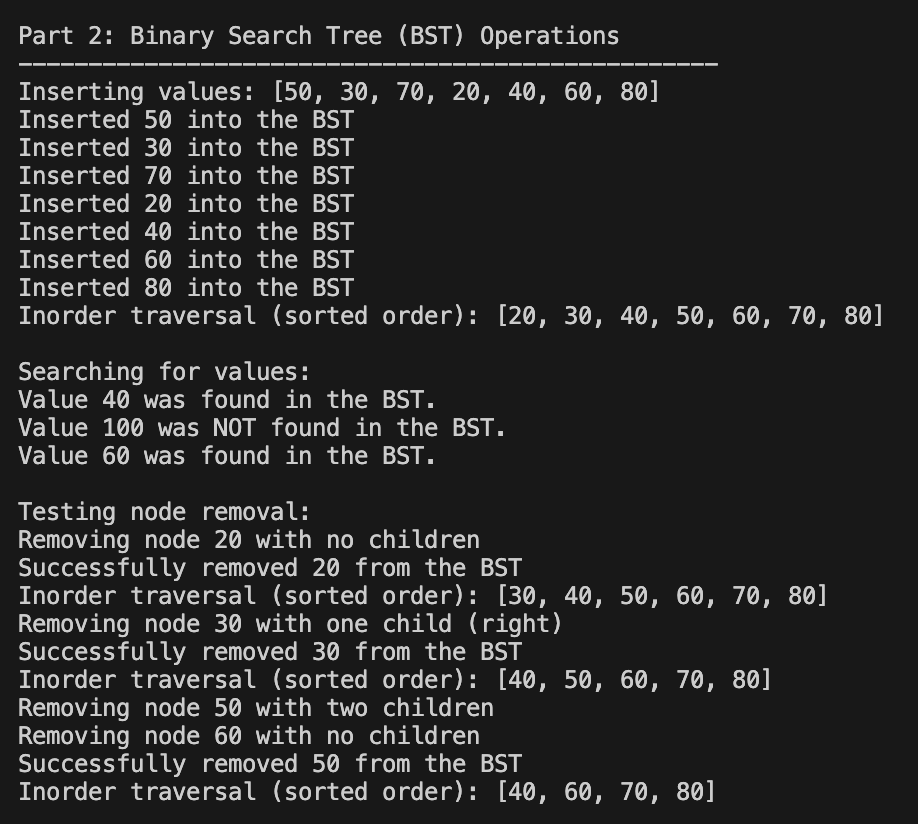 Part 2: Binary Search Tree (BST) Operations
--------------------------------------------------
Inserting values: [50, 30, 70, 20, 40, 60, 80]
Inserted 50 into the BST
Inserted 30 into the BST
Inserted 70 into the BST
Inserted 20 into the BST
Inserted 40 into the BST
Inserted 60 into the BST
Inserted 80 into the BST
Inorder traversal (sorted order): [20, 30, 40, 50, 60, 70, 80]

Searching for values:
Value 40 was found in the BST.
Value 100 was NOT found in the BST.
Value 60 was found in the BST.

Testing node removal:
Removing node 20 with no children
Successfully removed 20 from the BST
Inorder traversal (sorted order): [30, 40, 50, 60, 70, 80]
Removing node 30 with one child (right)
Successfully removed 30 from the BST
Inorder traversal (sorted order): [40, 50, 60, 70, 80]
Removing node 50 with two children
Removing node 60 with no children
Successfully removed 50 from the BST
Inorder traversal (sorted order): [40, 60, 70, 80]